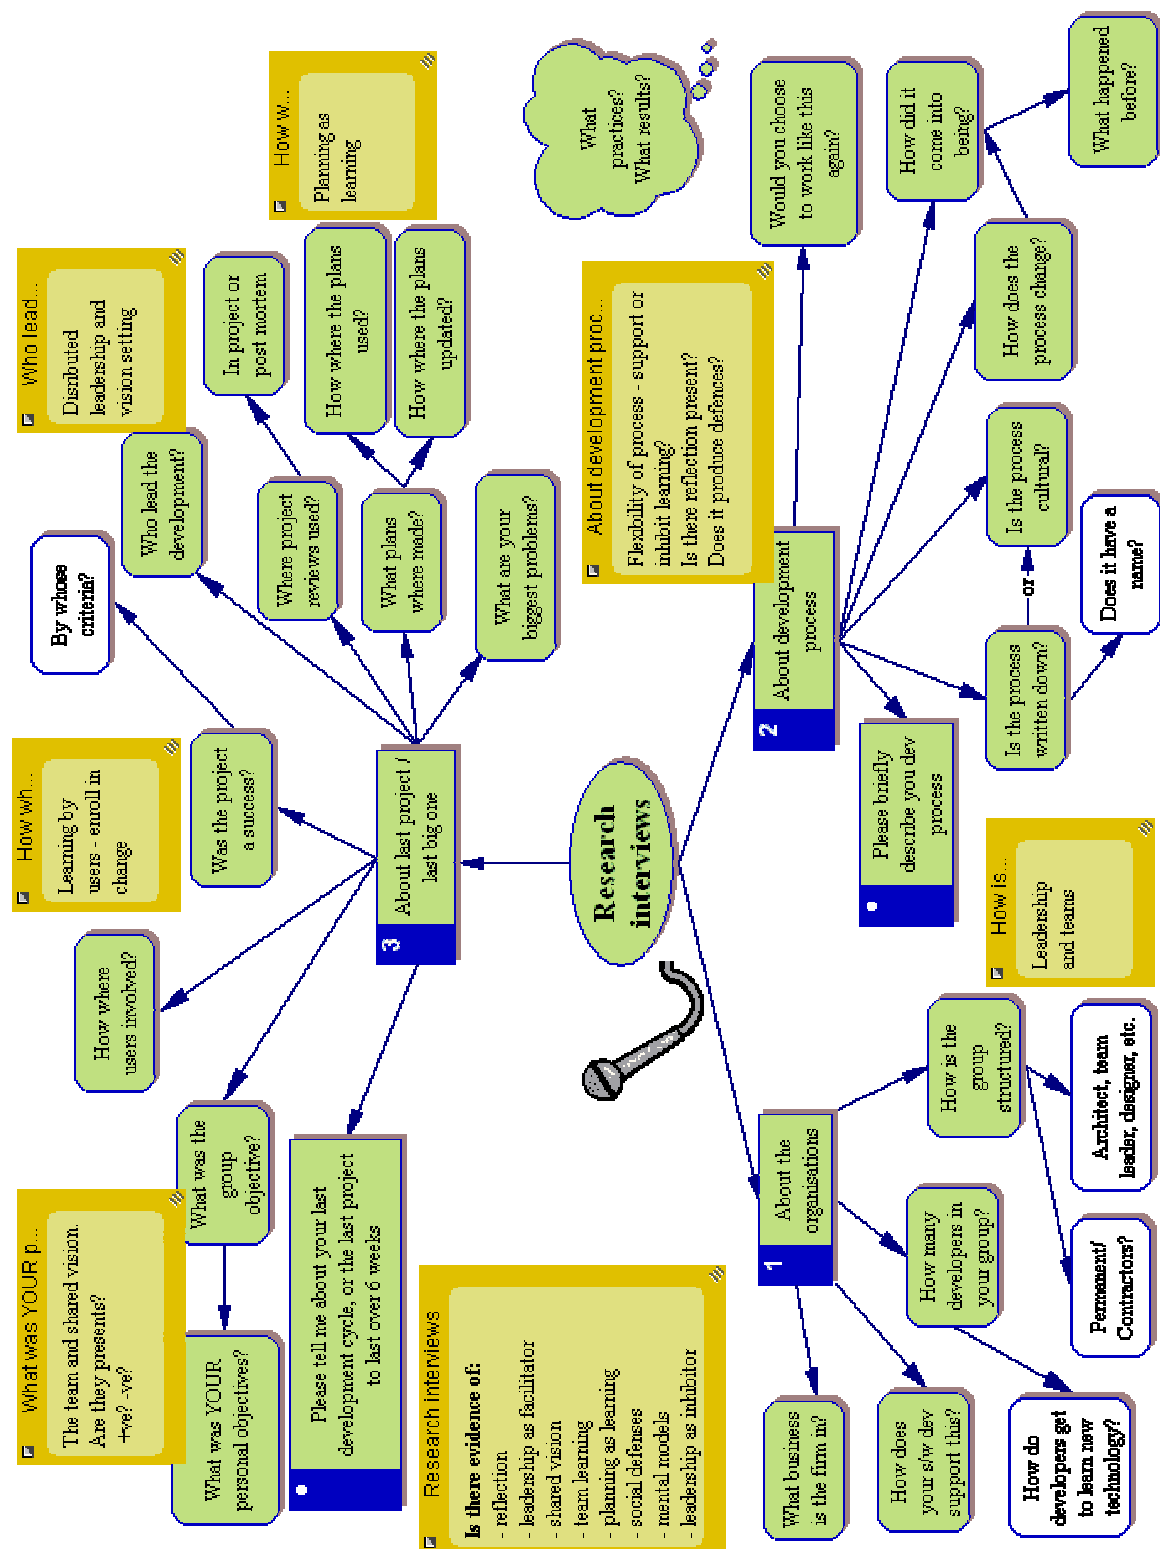 What was YOUR p...
The team and shared vision.
Are they presents?
+ve? -ve?
What was YOUR
personal objectives?
What was the
group
objective?
How where
users involved?
How wh...
Learning by
users - enroll in
change
Was the project
a success?
By whose
criteria?
Who lead...
Disributed
leadership and
vision setting
Who lead the
development?
Where project
reviews used?
In project or
post mortem
How w...
Planning as
learning
What plans
where made?
How where the plans
used?
How where the plans
updated?
What are your
biggest problems?
Please tell me about your last
development cycle, or the last project
to last over 6 weeks
3
About last project /
last big one
Research interviews
Is there evidence of:
- reflection
- leadership as facilitator
- shared vision
- team learning
- planning as learning
- social defenses
- mental models
- leadership as inhibitor
Research
interviews
What
practices?
What results?
About development proc...
Flexibility of process - support or
inhibit learning?
Is there reflection present?
Does it produce defences?
1
About the
organisations
What business
is the firm in?
How does
your s/w dev
support this?
How many
developers in
your group?
How do
developers get
to learn new
technology?
How is the
group
structured?
Permanent/
Contractors?
Architect, team
leader, designer, etc.
How is...
Leadership
and teams
2
About development
process
Please briefly
describe you dev
process
Is the process
written down?
or
Is the process
cultural?
Does it have a
name?
How does the
process change?
How did it
come into
being?
What happened
before?
Would you choose
to work like this
again?